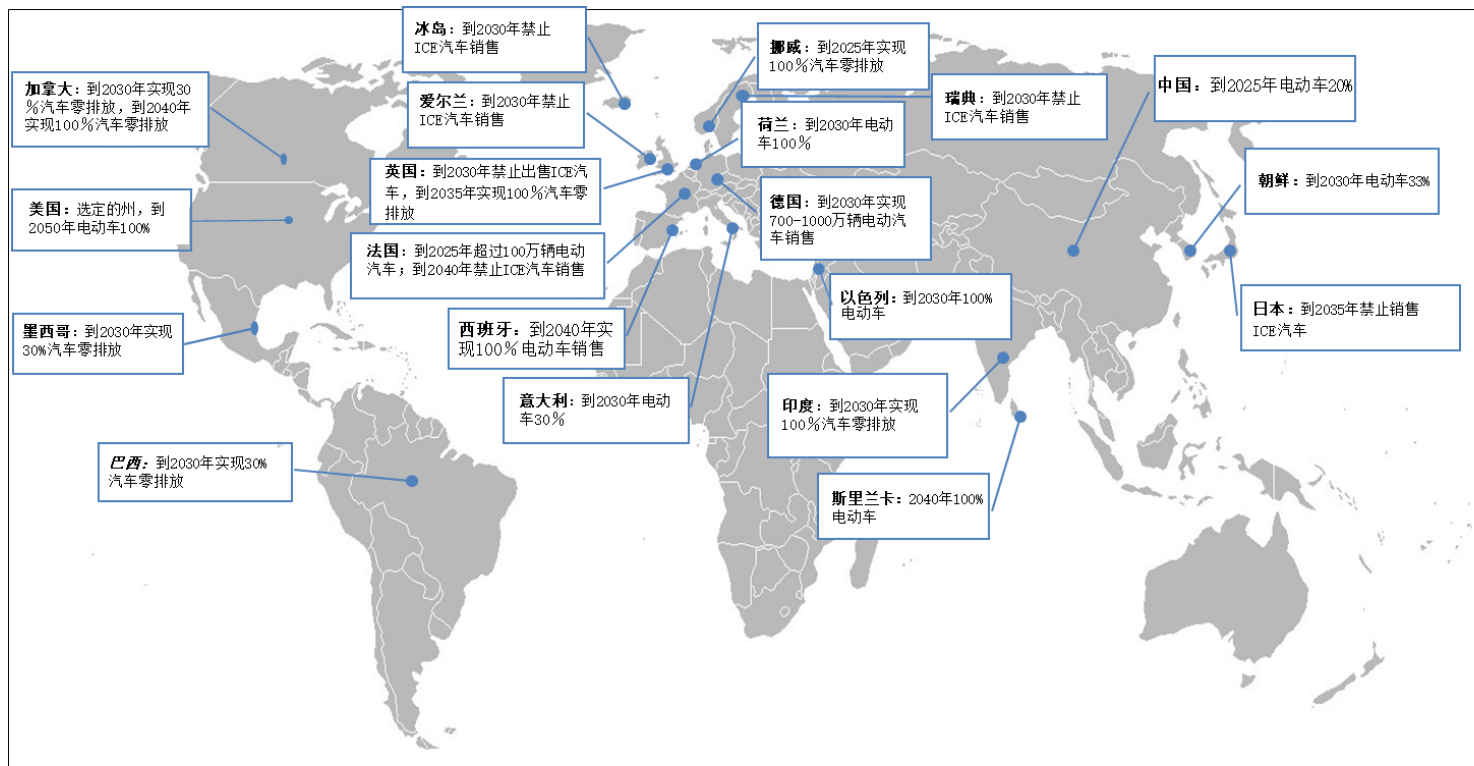 冰岛：到2030年禁止
ICE汽车销售
挪威：到2025年实现
100%汽车零排放
加拿大：到2030年实现30
%汽车零排放，到2040年
实现100%汽车零排放
爱尔兰：到2030年禁止
ICE汽车销售
瑞典：到2030年禁止
ICE汽车销售
中国：到2025年电动车20%
荷兰：到2030年电动
车100%
英国：到2030年禁止出售ICE汽
车，到2035年实现100%汽车零
排放
朝鲜：到2030年电动车33%
美国：选定的州，到
2050年电动车100%
德国：到2030年实现
700-1000万辆电动汽
车销售
法国：到2025年超过100万辆电动
汽车；到2040年禁止ICE汽车销售
以色列：到2030年100%
电动车
日本：到2035年禁止销售
ICE汽车
墨西哥：到2030年实现
30%汽车零排放
西班牙：到2040年实
现100%电动车销售
意大利：到2030年电动
车30%
印度：到2030年实现
100%汽车零排放
巴西：到2030年实现30%
汽车零排放
斯里兰卡：2040年100%
电动车